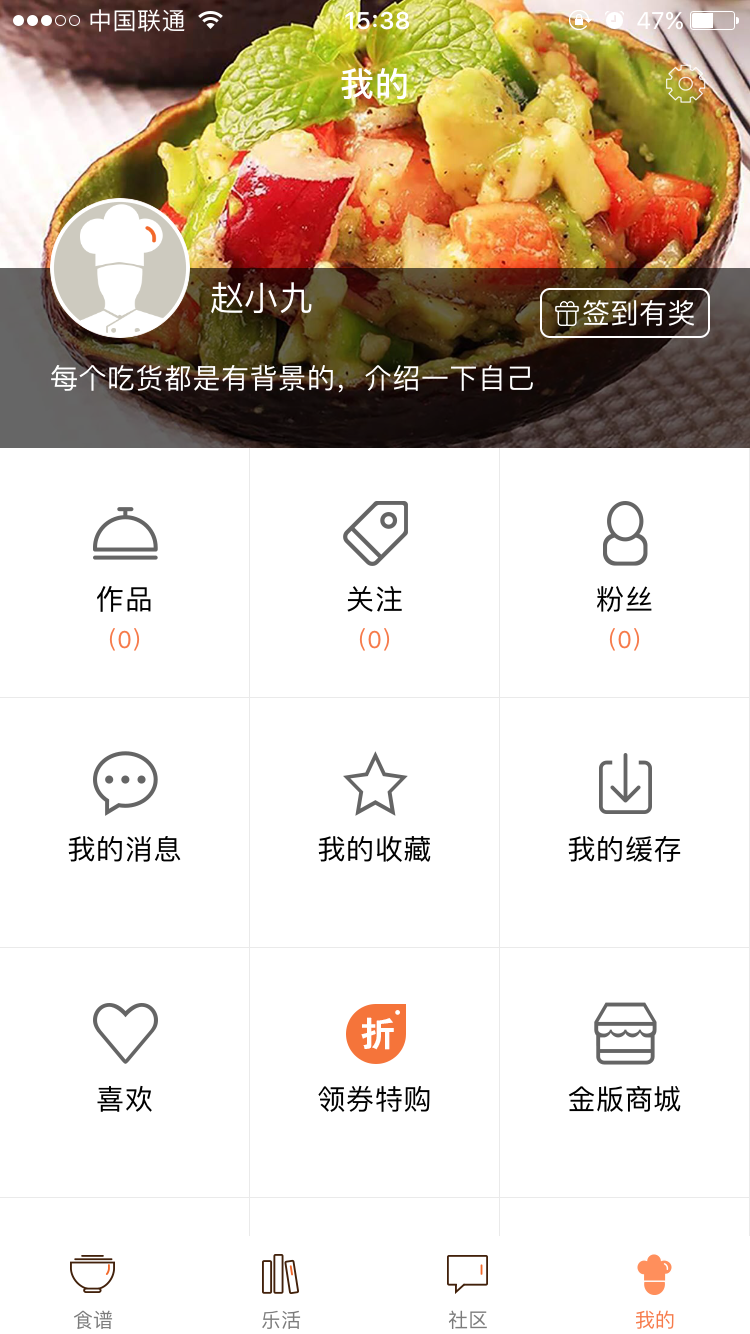 中国联通 15:38 47%
我的
赵小九
签到有奖
每个吃货都是有背景的，介绍一下自己
作品 关注 粉丝
(0) (0) (0)
我的消息 我的收藏 我的缓存
折
喜欢 领券特购 金版商城
食谱 乐活 社区 我的